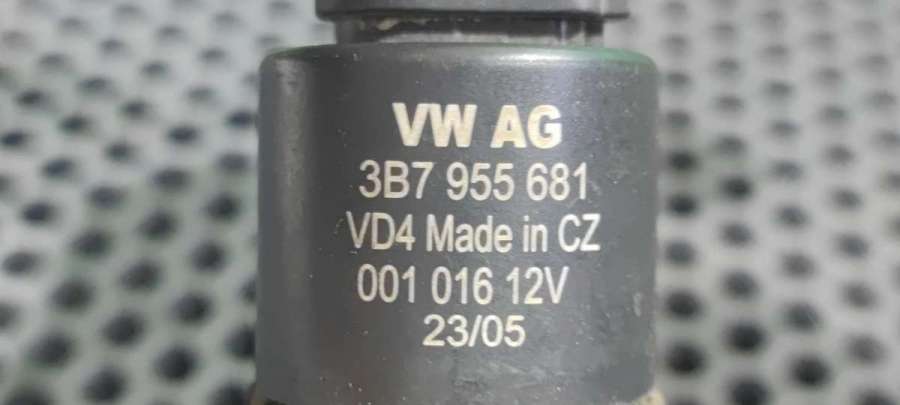 VW AG
3B7 955 681
VD4 Made in CZ
001 016 12V
23/05